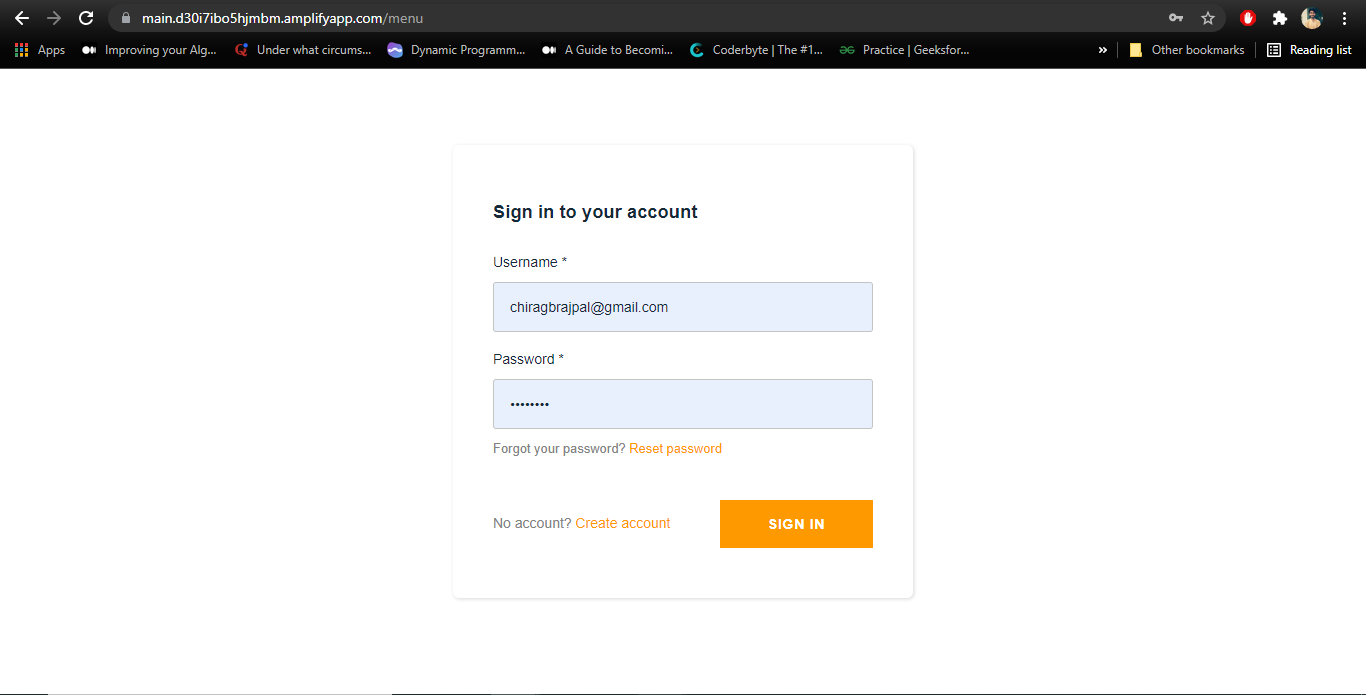 main.d30i7ibo5hjmbm.amplifyapp.com/menu
Apps Improving your Alg... Under what circums... Dynamic Programm... A Guide to Becomi... Coderbyte | The #1... Practice | Geeksfor... » Other bookmarks Reading list
Sign in to your account
Username *
chiragbrajpal@gmail.com
Password *
••••••••
Forgot your password? Reset password
No account? Create account
SIGN IN